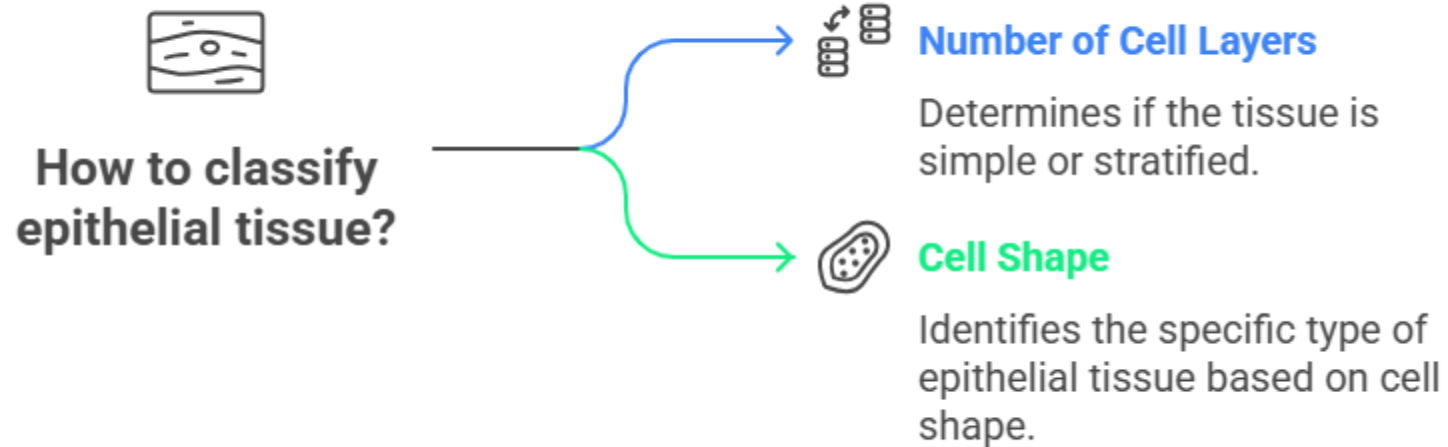 How to classify
epithelial tissue?
Number of Cell Layers
Determines if the tissue is
simple or stratified.
Cell Shape
Identifies the specific type of
epithelial tissue based on cell
shape.